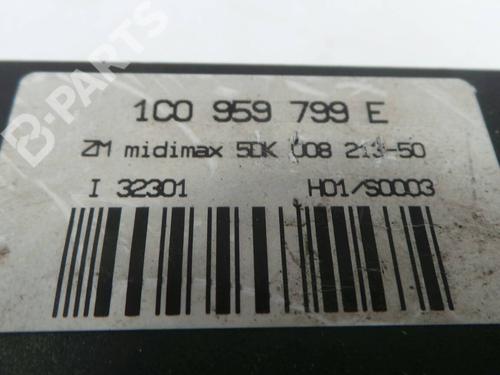 1C0 959 799 E
ZM midimax 5DK 008 213-50
I 32301 H01/S0003
B-PARTS